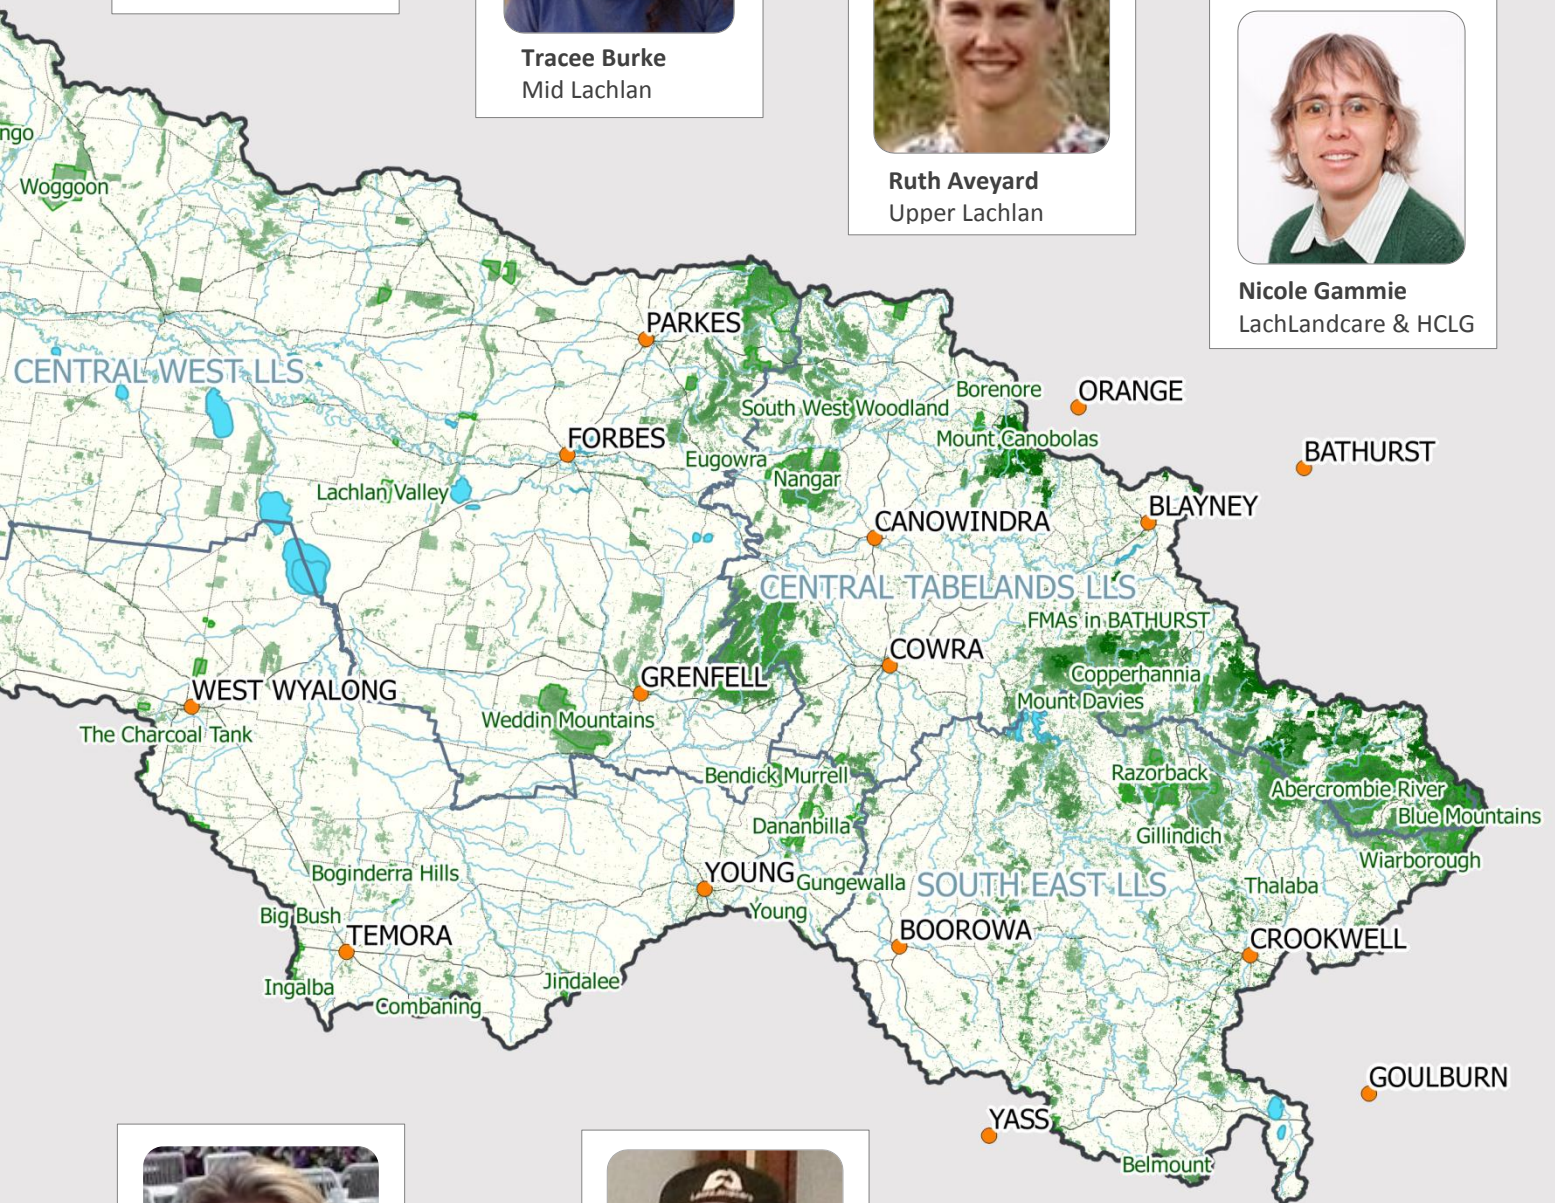 Tracee Burke
Mid Lachlan
Ruth Aveyard
Upper Lachlan
Nicole Gammie
LachLandcare & HCLG
ngo
Woggoon
PARKES
CENTRAL WEST LLS
Borenore
ORANGE
South West Woodland
FORBES
Mount Canobolas
BATHURST
Eugowra
Nangar
Lachlan Valley
BLAYNEY
CANOWINDRA
CENTRAL TABELANDS LLS
FMAs in BATHURST
COWRA
GRENFELL
Copperhannia
WEST WYALONG
Mount Davies
Weddin Mountains
The Charcoal Tank
Bendick Murrell
Razorback
Abercrombie River
Blue Mountains
Dananbilla
Gillindich
Wiarborough
Boginderra Hills
YOUNG
Gungewalla
SOUTH EAST LLS
Thalaba
Big Bush
Young
TEMORA
BOOROWA
CROOKWELL
Ingalba
Jindalee
Combaning
GOULBURN
YASS
Belmount